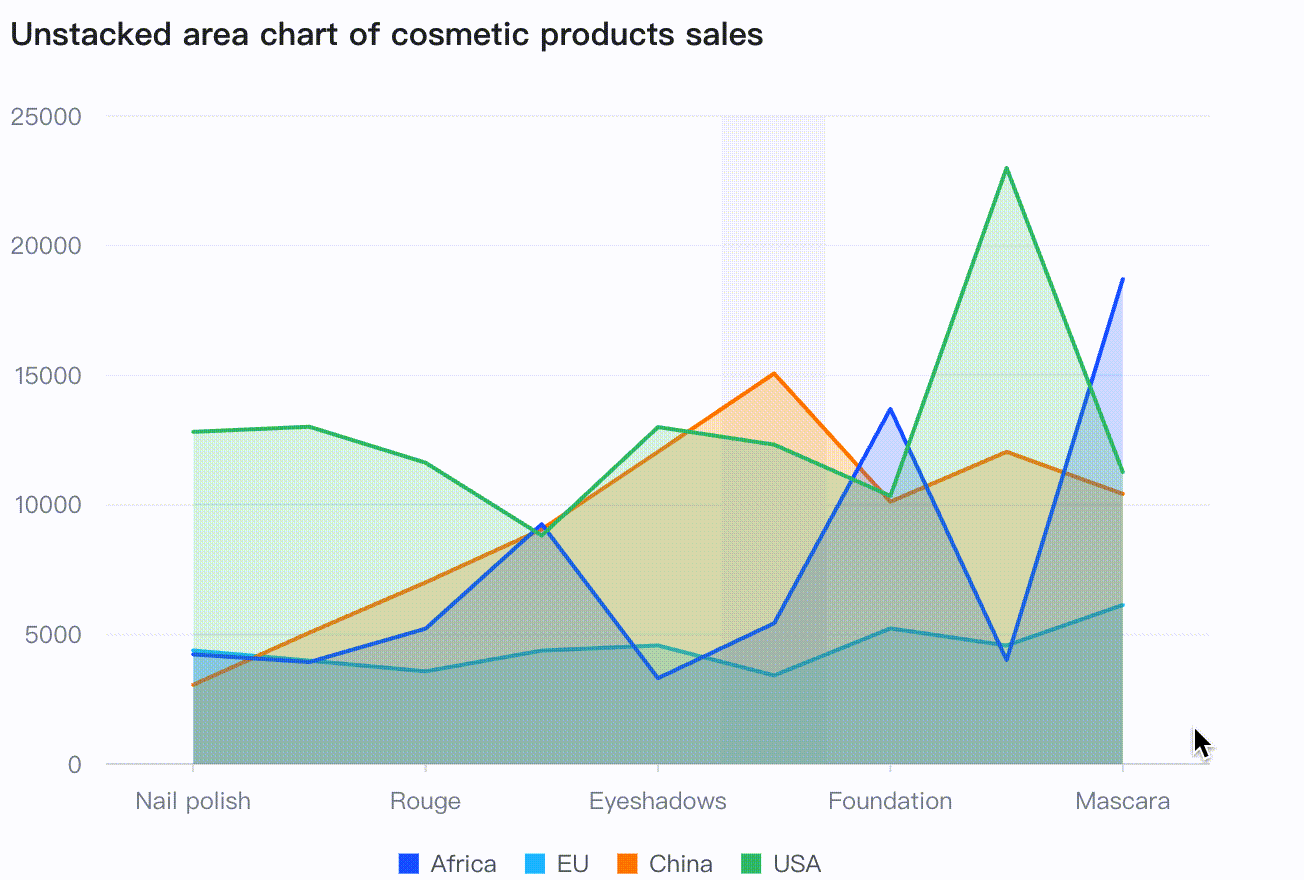 Unstacked area chart of cosmetic products sales
25000
20000
15000
10000
5000
0
Nail polish Rouge Eyeshadows Foundation Mascara
Africa EU China USA